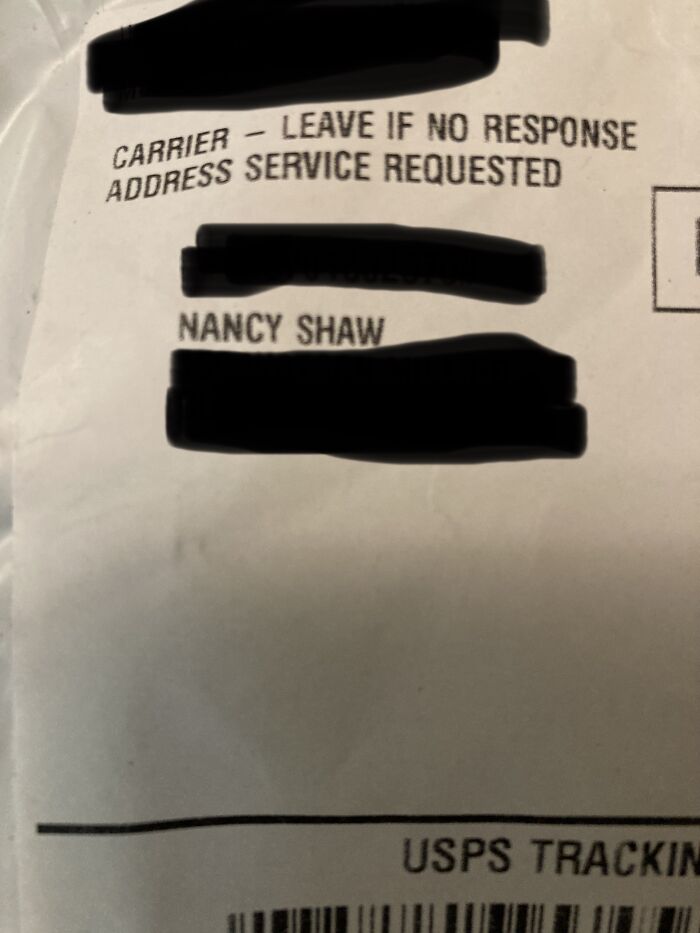 CARRIER – LEAVE IF NO RESPONSE
ADDRESS SERVICE REQUESTED
NANCY SHAW
USPS TRACKIN